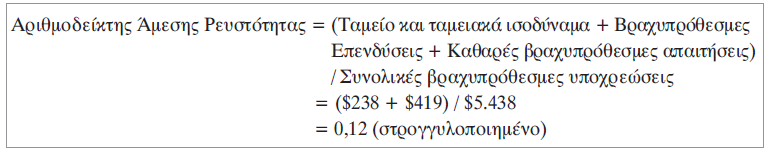 Αριθμοδείκτης Άμεσης Ρευστότητας = (Ταμείο και ταμειακά ισοδύναμα + Βραχυπρόθεσμες
Επενδύσεις + Καθαρές βραχυπρόθεσμες απαιτήσεις)
/ Συνολικές βραχυπρόθεσμες υποχρεώσεις
= ($238 + $419) / $5.438
= 0,12 (στρογγυλοποιημένο)